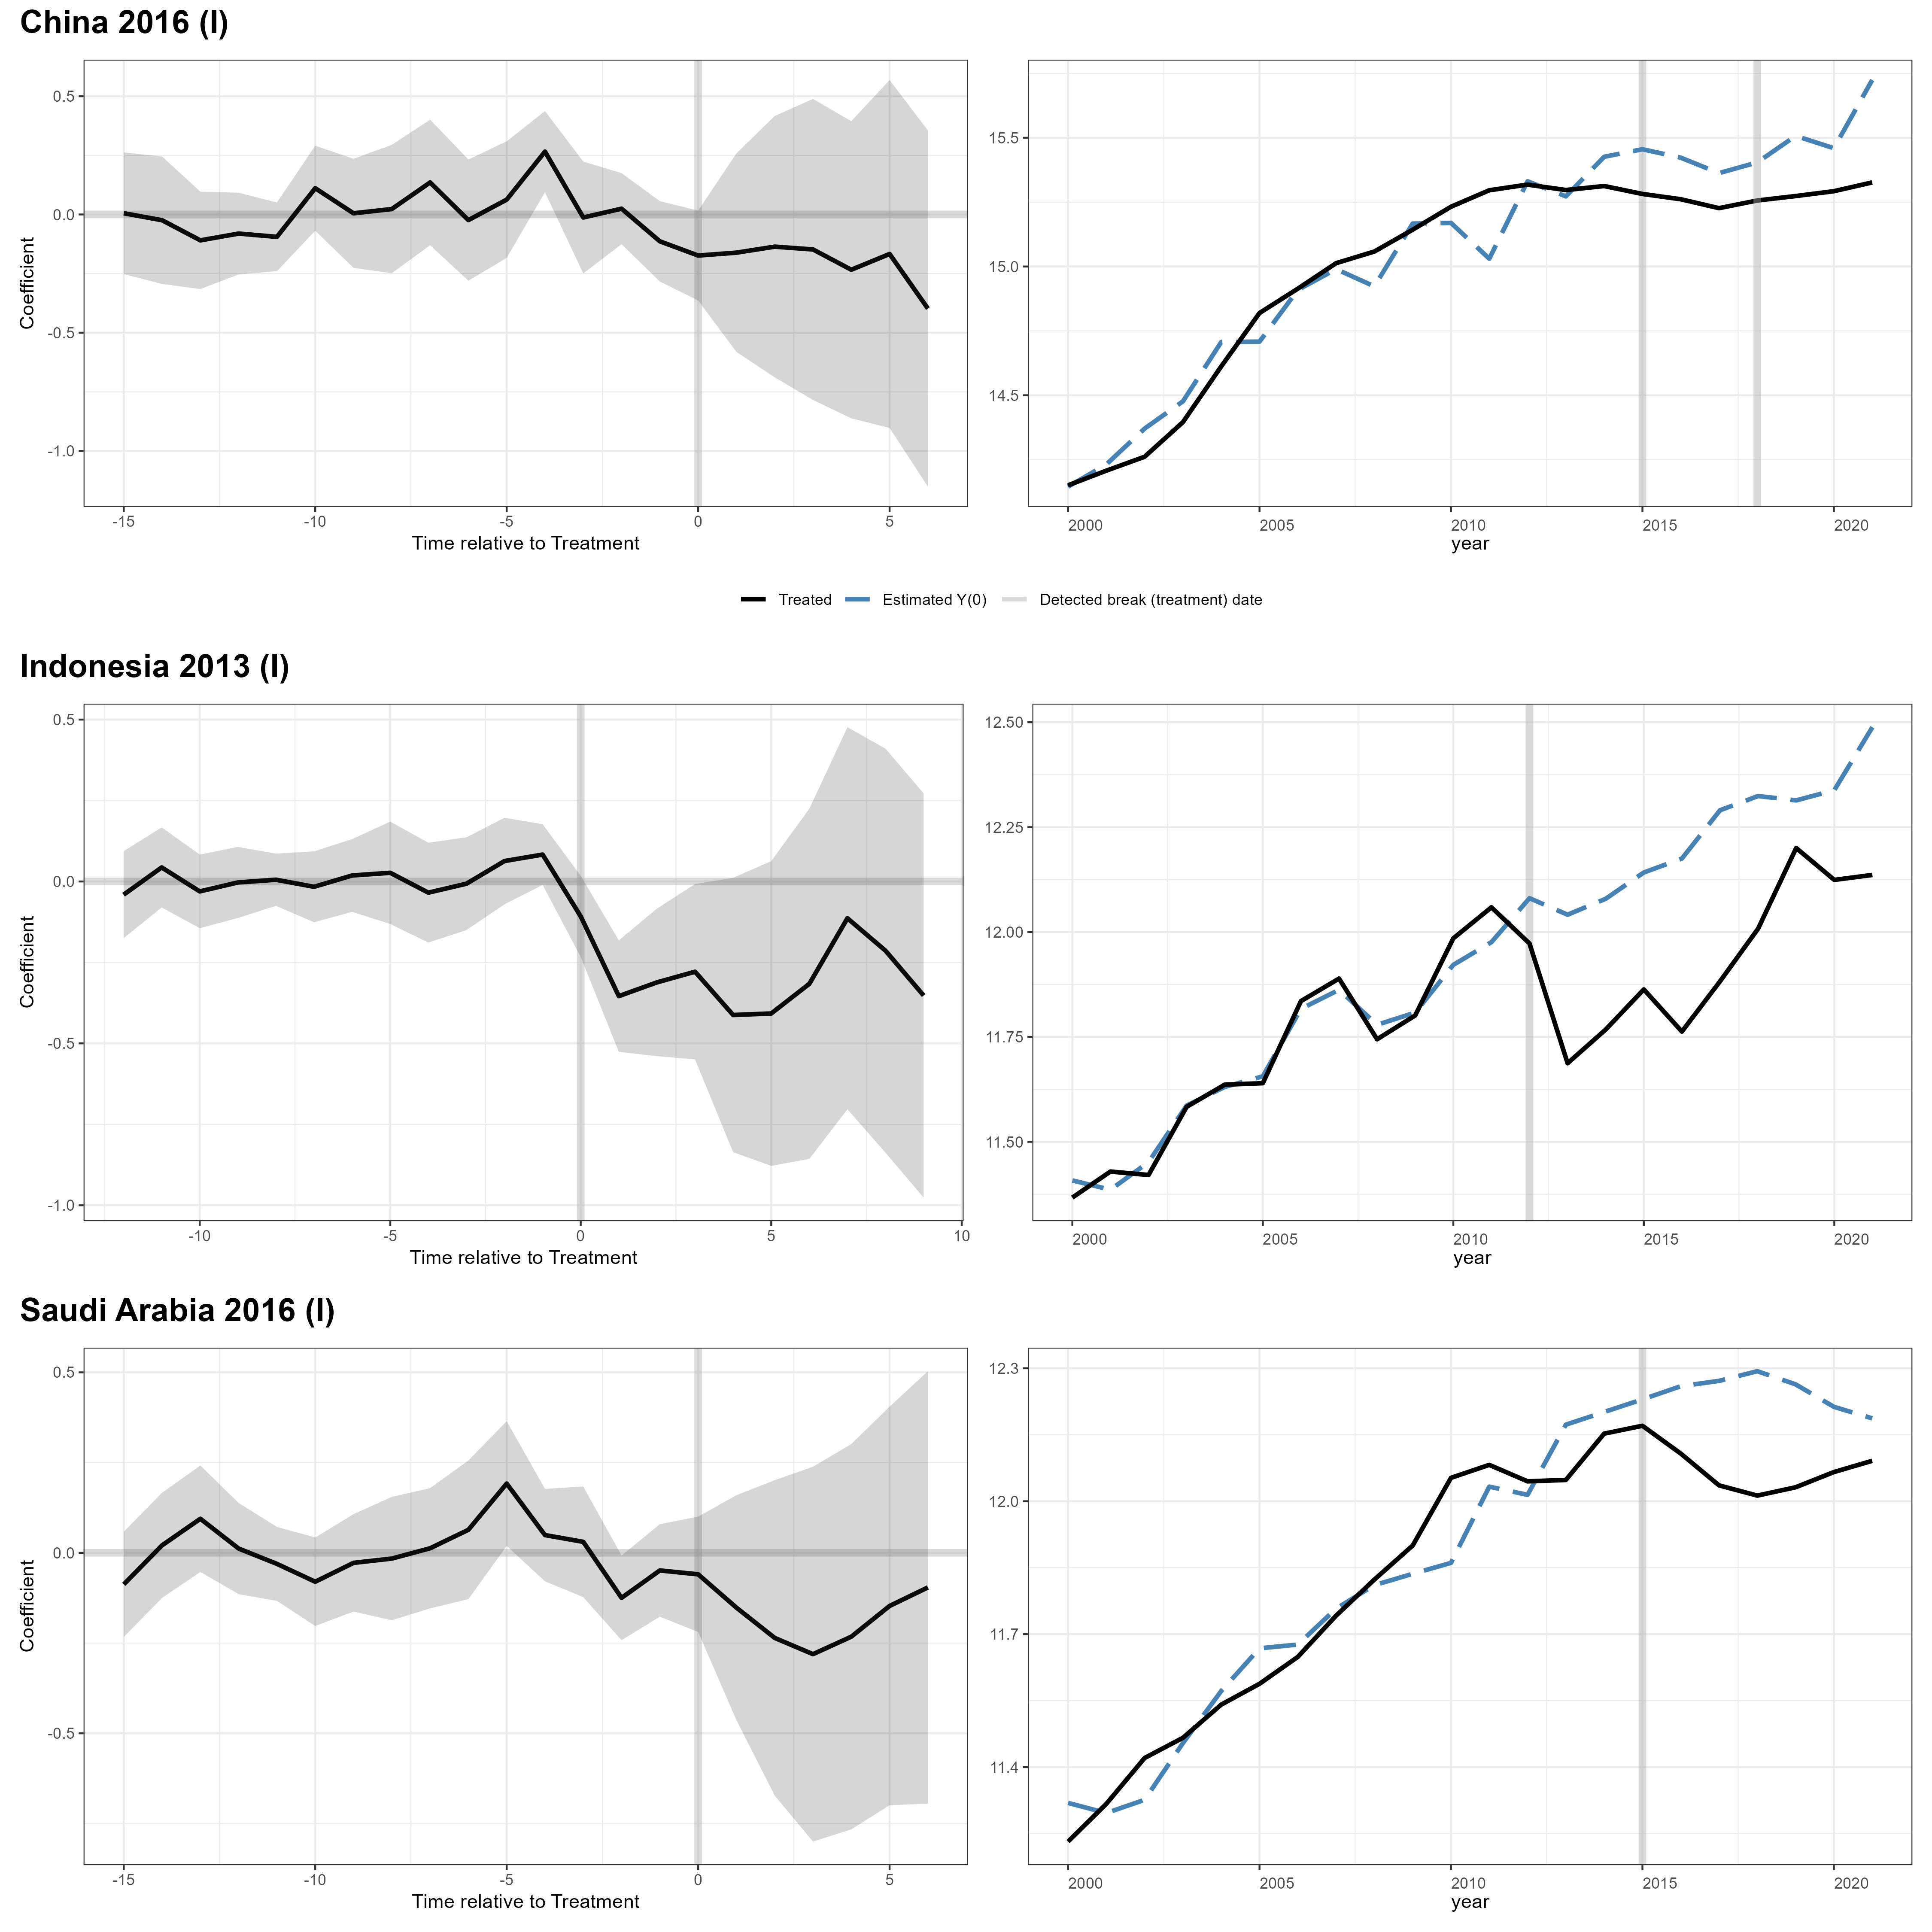 China 2016 (I)
Coefficient
0.5
0.0
-0.5
-1.0
-15 -10 -5 0 5
Time relative to Treatment
15.5
15.0
14.5
2000 2005 2010 2015 2020
year
Treated Estimated Y(0) Detected break (treatment) date
Indonesia 2013 (I)
Coefficient
0.5
0.0
-0.5
-1.0
-10 -5 0 5 10
Time relative to Treatment
12.50
12.25
12.00
11.75
11.50
2000 2005 2010 2015 2020
year
Saudi Arabia 2016 (I)
Coefficient
0.5
0.0
-0.5
-15 -10 -5 0 5
Time relative to Treatment
12.3
12.0
11.7
11.4
2000 2005 2010 2015 2020
year